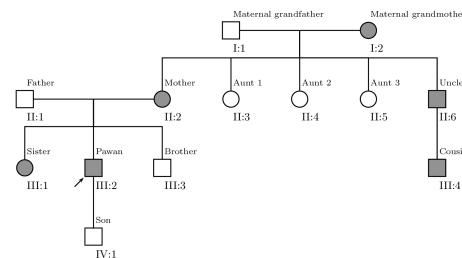 Maternal grandfather
Maternal grandmothe
I:1
I:2
Father
Mother
Aunt 1
Aunt 2
Aunt 3
Uncle
II:1
II:2
II:3
II:4
II:5
II:6
Sister
Pawan
Brother
Cousi
III:1
III:2
III:3
III:4
Son
IV:1